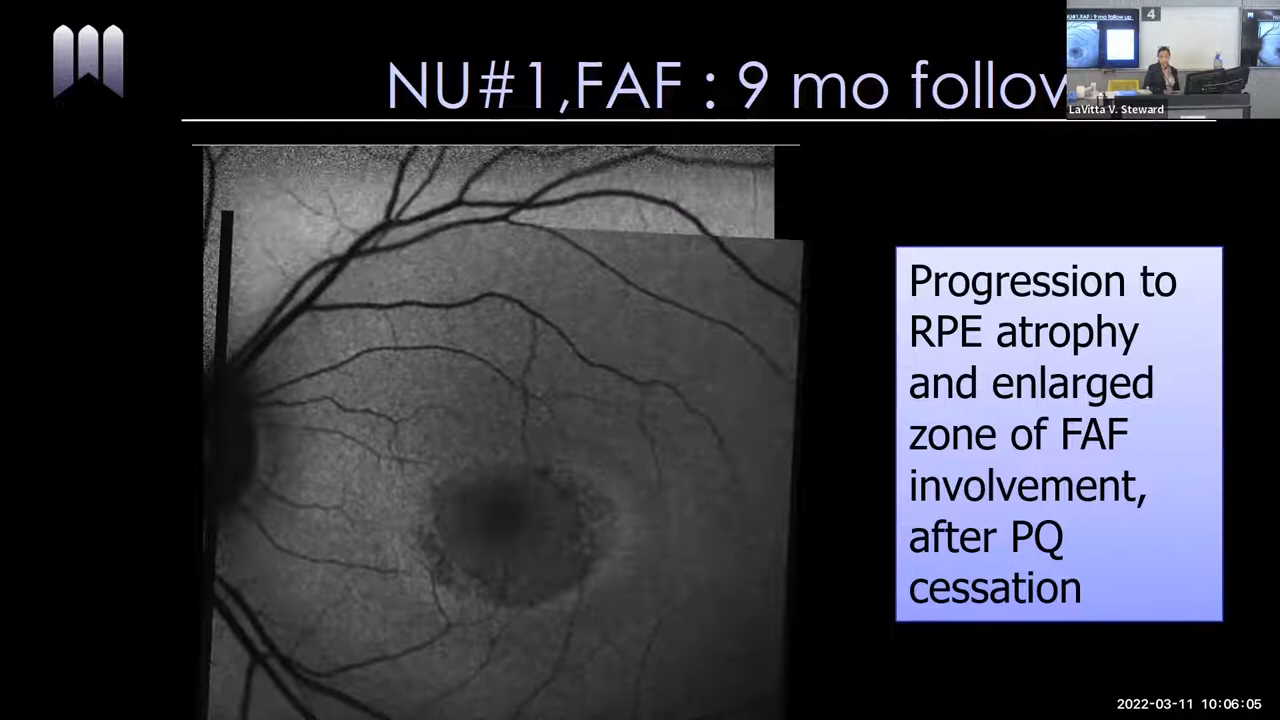 NU#1,FAF : 9 mo follow
4
LaVitta V. Steward
Progression to
RPE atrophy
and enlarged
zone of FAF
involvement,
after PQ
cessation
2022-03-11 10:06:05